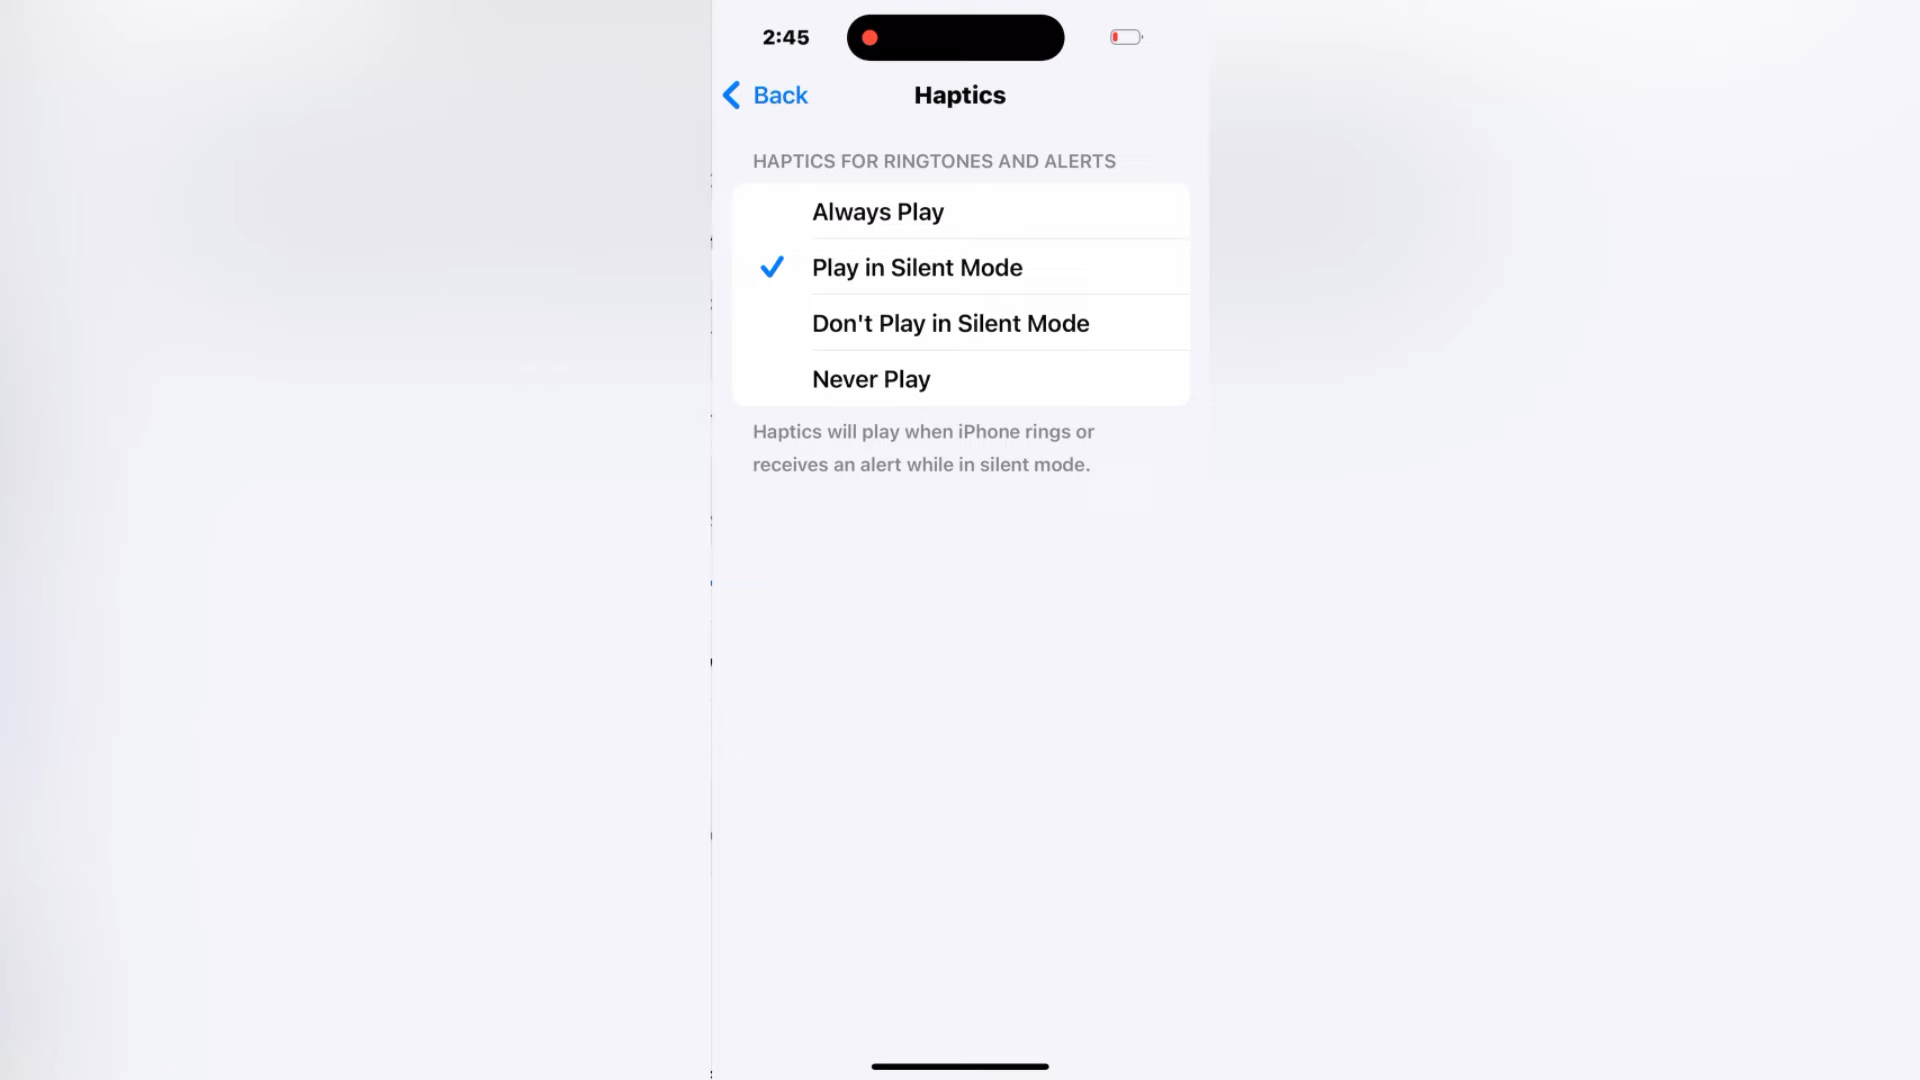 2:45
Back
Haptics
HAPTICS FOR RINGTONES AND ALERTS
Always Play
Play in Silent Mode
Don't Play in Silent Mode
Never Play
Haptics will play when iPhone rings or
receives an alert while in silent mode.